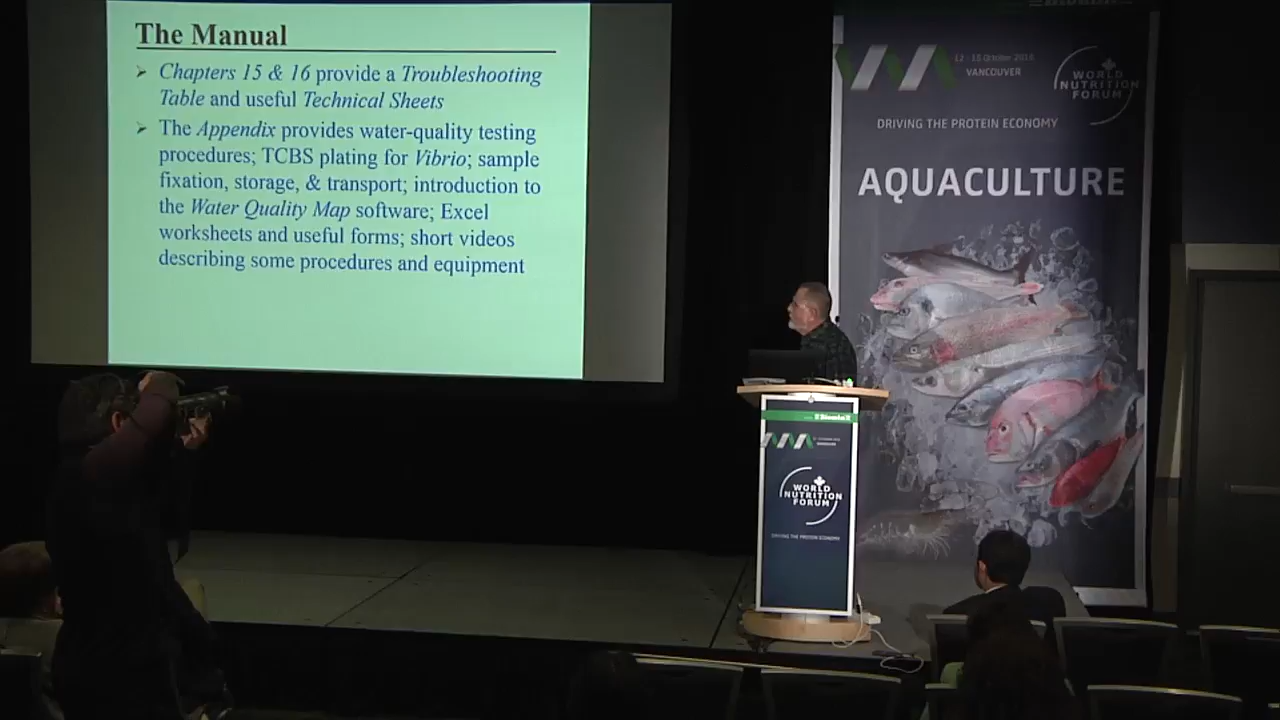 The Manual
Chapters 15 & 16 provide a Troubleshooting
Table and useful Technical Sheets
The Appendix provides water-quality testing
procedures; TCBS plating for Vibrio; sample
fixation, storage, & transport; introduction to
the Water Quality Map software; Excel
worksheets and useful forms; short videos
describing some procedures and equipment
VANCOUVER
WORLD
NUTRITION
FORUM
DRIVING THE PROTEIN ECONOMY
AQUACULTURE
Biomin
VANCOUVER
WORLD
NUTRITION
FORUM
DRIVING THE PROTEIN ECONOMY